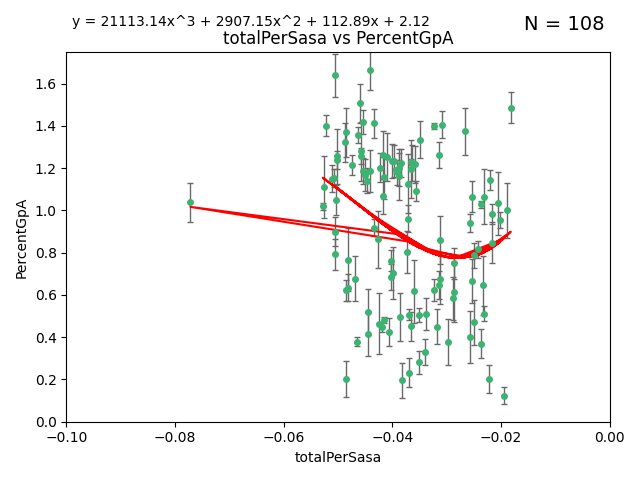 y = 21113.14x^3 + 2907.15x^2 + 112.89x + 2.12
N = 108
totalPerSasa vs PercentGpA
1.6
1.4
1.2
1.0
0.8
0.6
0.4
0.2
0.0
PercentGpA
−0.10 −0.08 −0.06 −0.04 −0.02 0.00
totalPerSasa